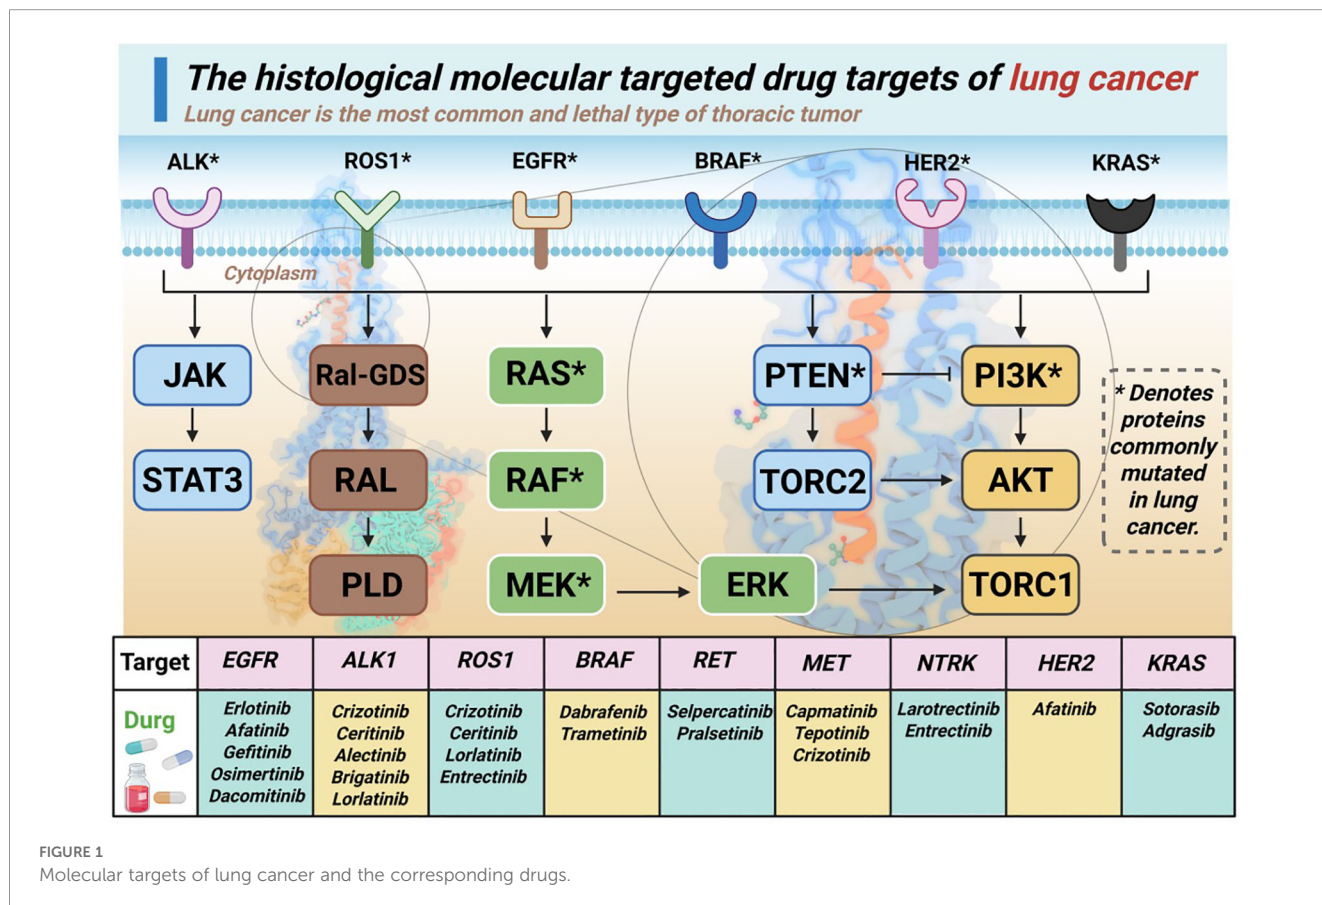 The histological molecular targeted drug targets of lung cancer
Lung cancer is the most common and lethal type of thoracic tumor
ALK*
ROS1*
EGFR*
BRAF*
HER2*
KRAS*
Cytoplasm
JAK
Ral-GDS
RAS*
PTEN*
PI3K*
STAT3
RAL
RAF*
TORC2
AKT
PLD
MEK*
ERK
TORC1
* Denotes
proteins
commonly
mutated
in lung
cancer.
Target
EGFR
ALK1
ROS1
BRAF
RET
MET
NTRK
HER2
KRAS
Durg
Erlotinib
Afatinib
Gefitinib
Osimertinib
Dacomitinib
Crizotinib
Ceritinib
Alectinib
Brigatinib
Lorlatinib
Crizotinib
Ceritinib
Lorlatinib
Entrectinib
Dabrafenib
Trametinib
Selpercatinib
Pralsetinib
Capmatinib
Tepotinib
Crizotinib
Larotrectinib
Entrectinib
Afatinib
Sotorasib
Adgrasib
FIGURE 1
Molecular targets of lung cancer and the corresponding drugs.